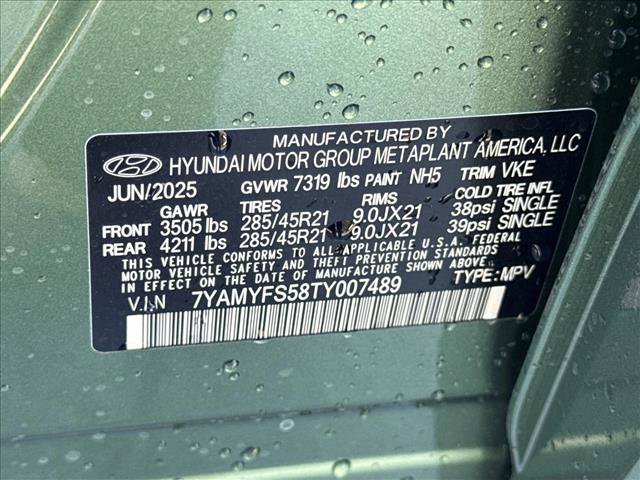 MANUFACTURED BY
HYUNDAI MOTOR GROUP METAPLANT AMERICA, LLC
JUN/2025 GVWR 7319 lbs PAINT NH5 TRIM VKE
GAWR TIRES RIMS COLD TIRE INFL
FRONT 3505 lbs 285/45R21 9.0JX21 38psi SINGLE
REAR 4211 lbs 285/45R21 9.0JX21 39psi SINGLE
THIS VEHICLE CONFORMS TO ALL APPLICABLE U.S.A. FEDERAL
MOTOR VEHICLE SAFETY AND THEFT PREVENTION STANDARDS
IN EFFECT ON THE DATE OF MANUFACTURE SHOWN ABOVE.
V.I.N 7YAMYFS58TY007489 TYPE: MPV